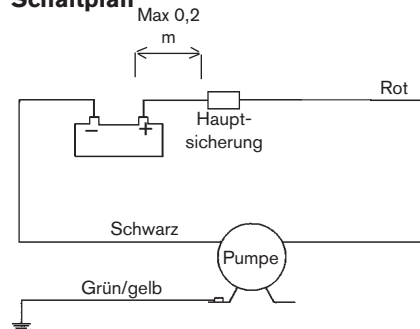 Schaltplan
Max 0,2
m
Rot
− +
Haupt-
sicherung
Schwarz
Pumpe
Grün/gelb